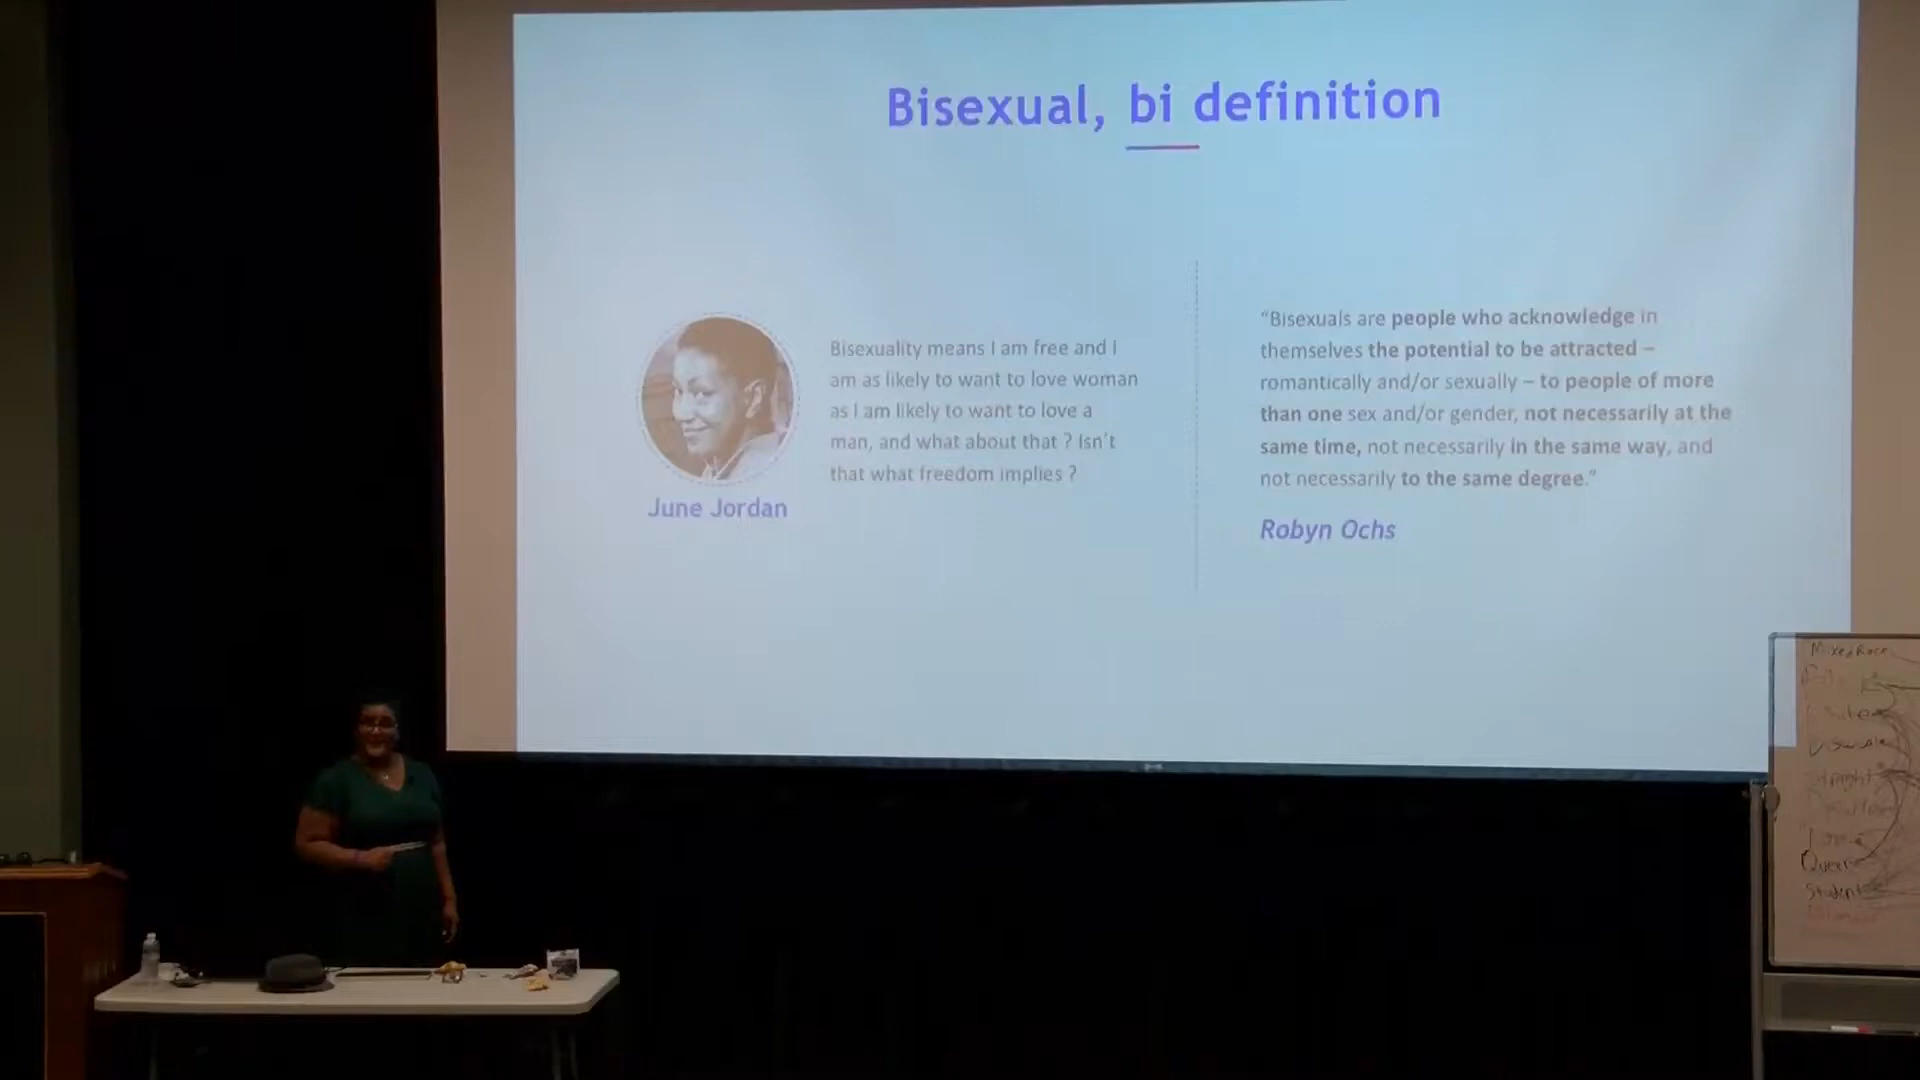 Bisexual, bi definition
Bisexuality means I am free and I
am as likely to want to love woman
as I am likely to want to love a
man, and what about that ? Isn't
that what freedom implies ?
June Jordan
“Bisexuals are people who acknowledge in
themselves the potential to be attracted –
romantically and/or sexually – to people of more
than one sex and/or gender, not necessarily at the
same time, not necessarily in the same way, and
not necessarily to the same degree.”
Robyn Ochs
Mixed Race
Queer
Student